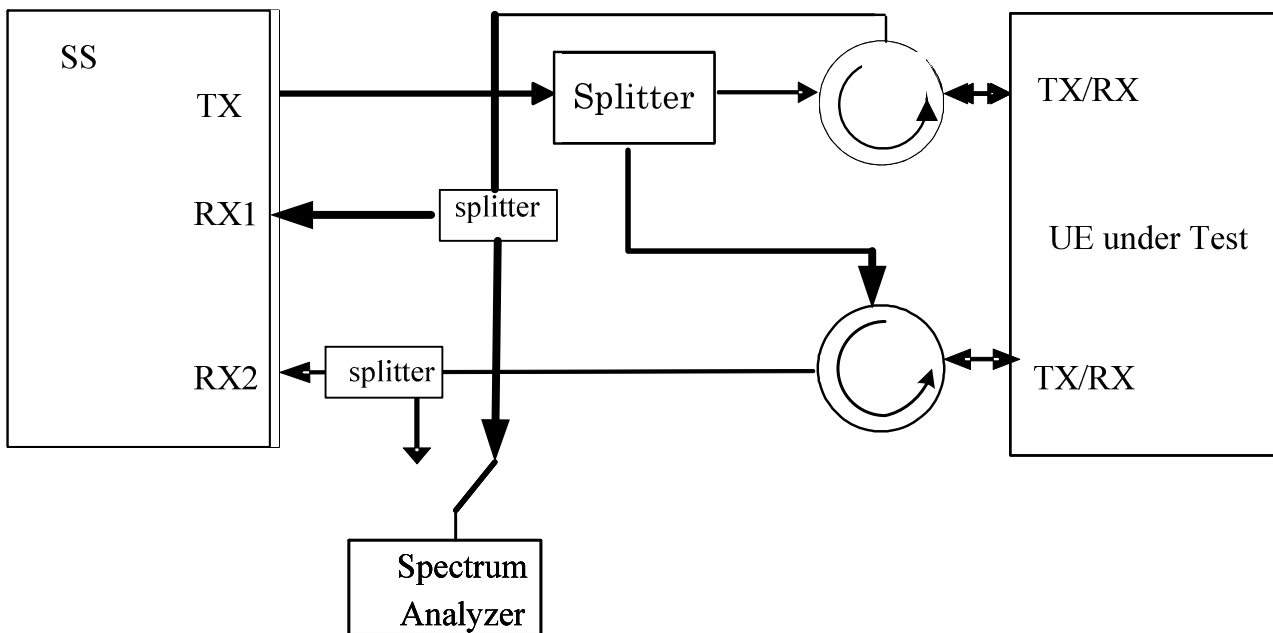 SS
TX
Splitter
TX/RX
RX1
splitter
UE under Test
RX2
splitter
TX/RX
Spectrum
Analyzer